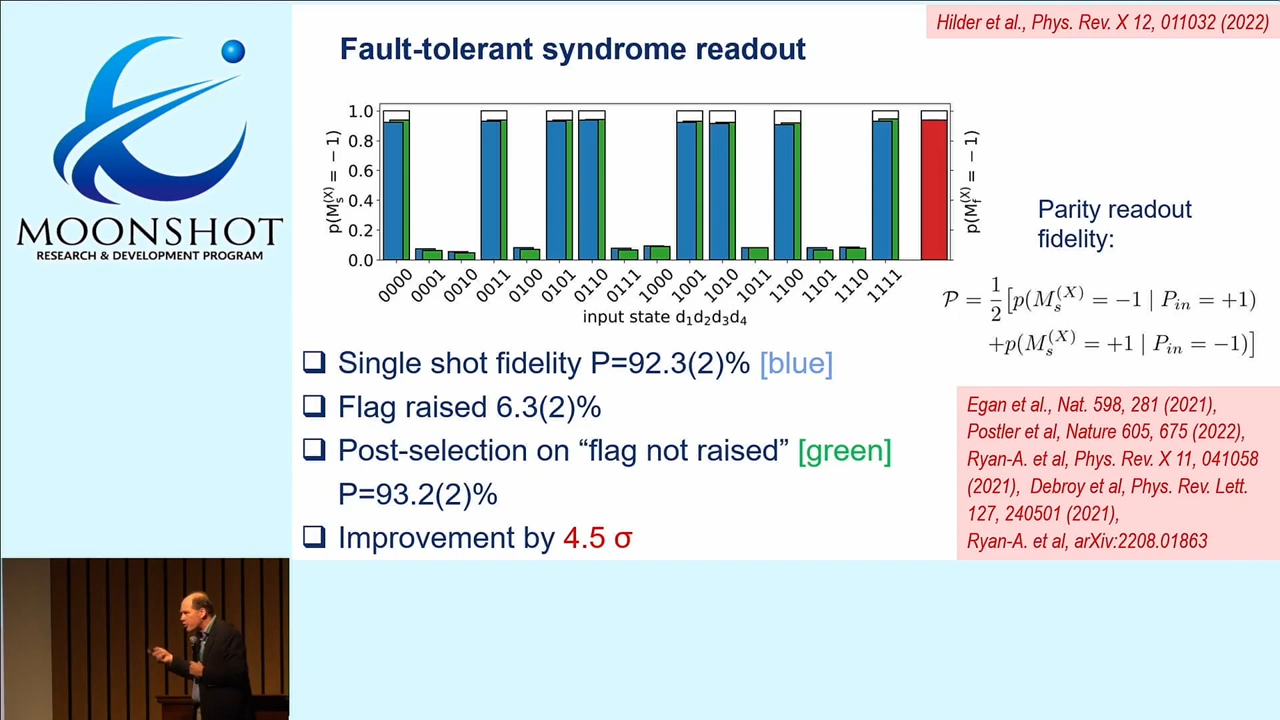 Hilder et al., Phys. Rev. X 12, 011032 (2022)
Fault-tolerant syndrome readout
MOONSHOT
RESEARCH & DEVELOPMENT PROGRAM
p(M_s^(X) = −1)
1.0
0.8
0.6
0.4
0.2
0.0
0000
0001
0010
0011
0100
0101
0110
0111
1000
1001
1010
1011
1100
1101
1110
1111
input state d₁d₂d₃d₄
p(M_f^(X) = −1)
Parity readout
fidelity:
𝒫 = 1/2 [p(M_s^(X) = −1 | P_in = +1)
+p(M_s^(X) = +1 | P_in = −1)]
❑ Single shot fidelity P=92.3(2)% [blue]
❑ Flag raised 6.3(2)%
❑ Post-selection on “flag not raised” [green]
P=93.2(2)%
❑ Improvement by 4.5 σ
Egan et al., Nat. 598, 281 (2021),
Postler et al, Nature 605, 675 (2022),
Ryan-A. et al, Phys. Rev. X 11, 041058
(2021), Debroy et al, Phys. Rev. Lett.
127, 240501 (2021),
Ryan-A. et al, arXiv:2208.01863